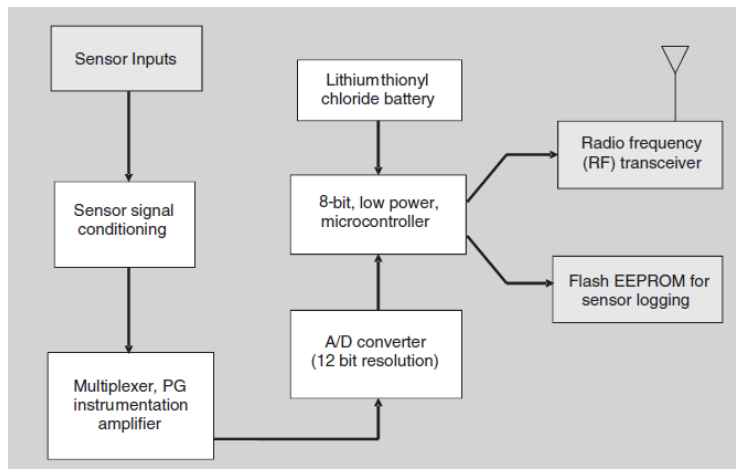 Sensor Inputs
Sensor signal
conditioning
Multiplexer, PG
instrumentation
amplifier
Lithium thionyl
chloride battery
8-bit, low power,
microcontroller
A/D converter
(12 bit resolution)
Radio frequency
(RF) transceiver
Flash EEPROM for
sensor logging